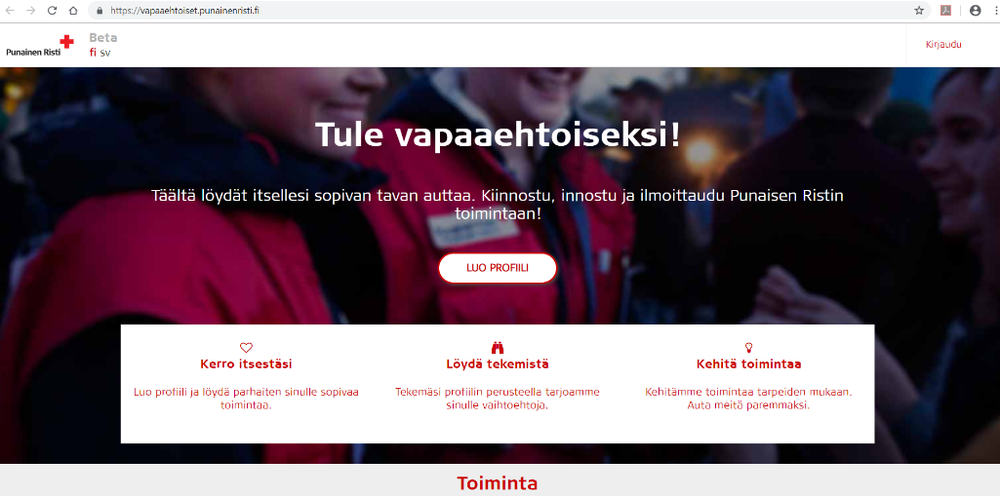 https://vapaaehtoiset.punainenristi.fi
Punainen Risti
Beta
fi sv
Kirjaudu
Tule vapaaehtoiseksi!
Täältä löydät itsellesi sopivan tavan auttaa. Kiinnostu, innostu ja ilmoittaudu Punaisen Ristin
toimintaan!
LUO PROFIILI
Kerro itsestäsi
Luo profiili ja löydä parhaiten sinulle sopivaa
toimintaa.
Löydä tekemistä
Tekemäsi profiilin perusteella tarjoamme
sinulle vaihtoehtoja.
Kehitä toimintaa
Kehitämme toimintaa tarpeiden mukaan.
Auta meitä paremmaksi.
Toiminta